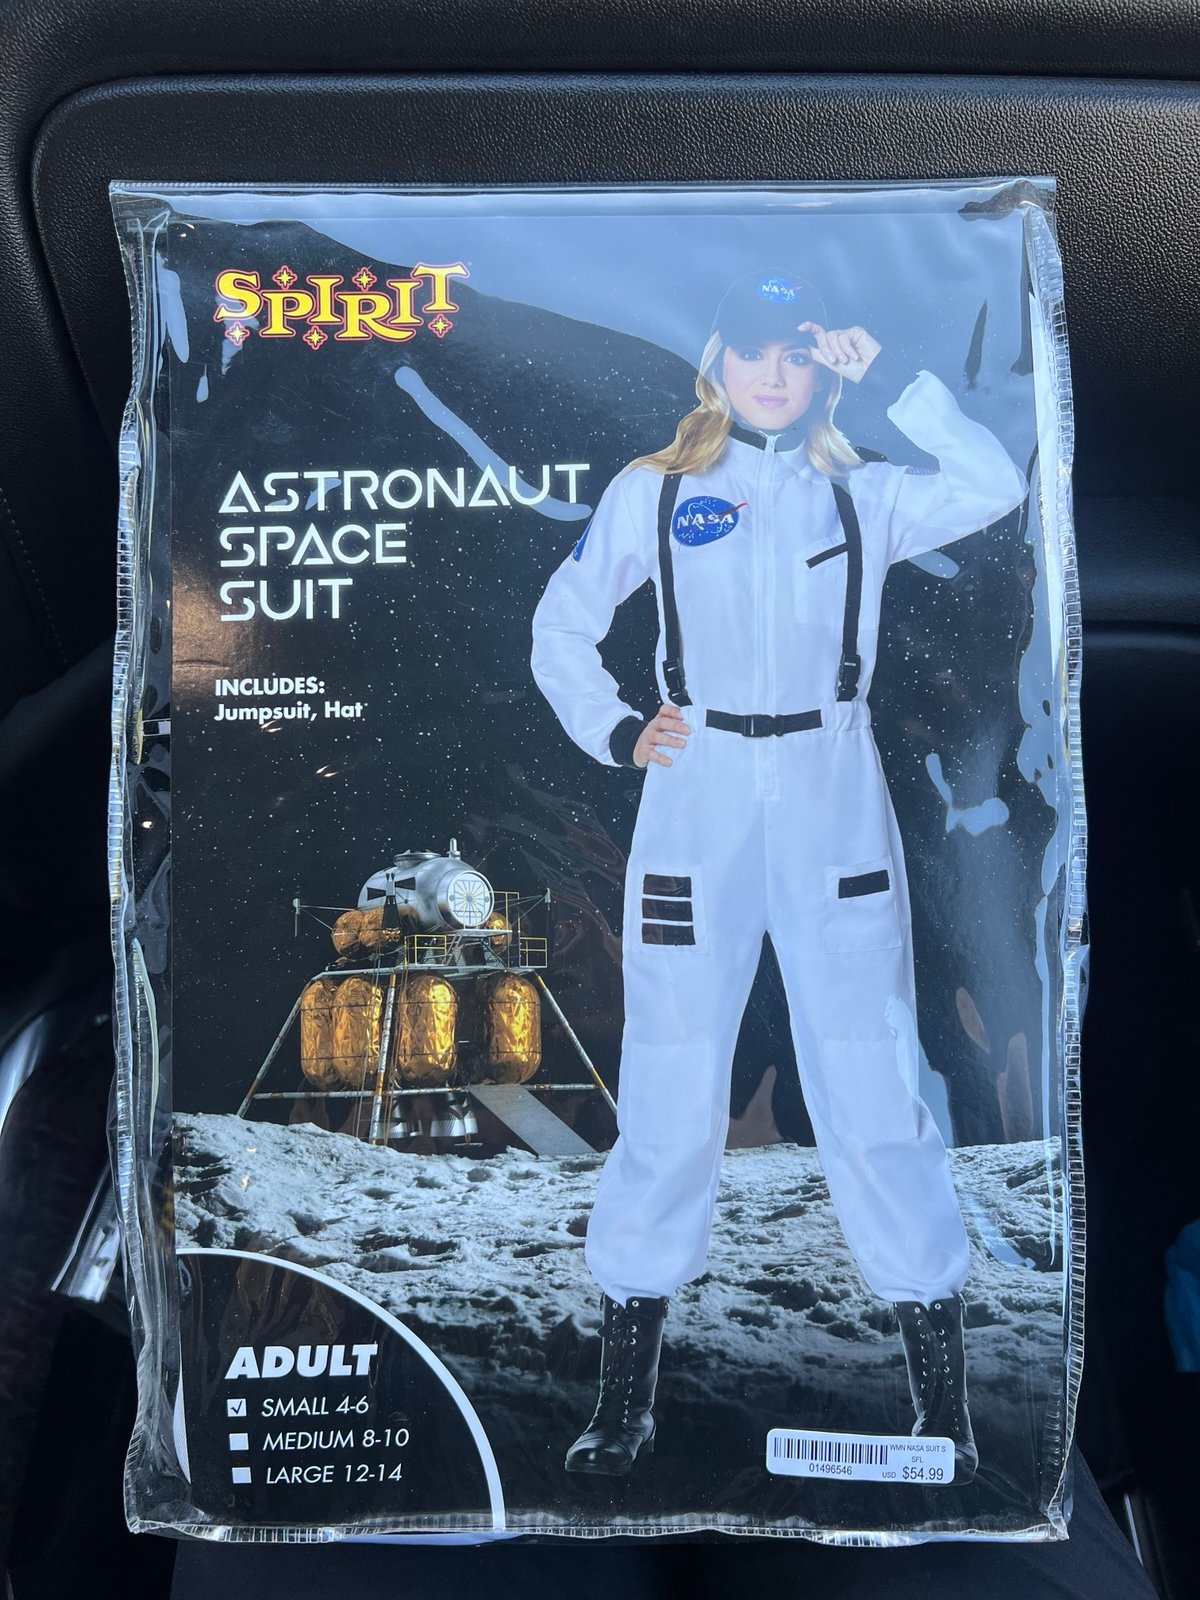 SPIRIT
NASA
NASA
ASTRONAUT
SPACE
SUIT
INCLUDES:
Jumpsuit, Hat
ADULT
SMALL 4-6
MEDIUM 8-10
LARGE 12-14
WMN NASA SUIT S
SFL
01496546
USD $54.99